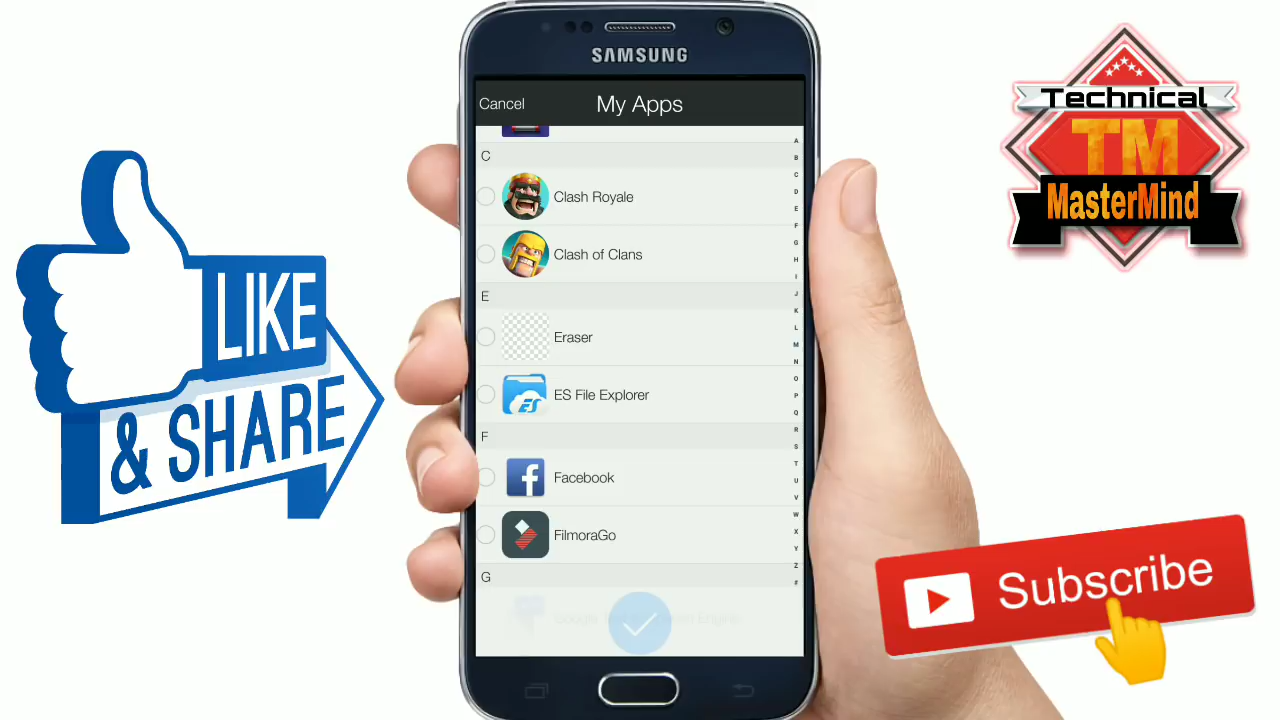 SAMSUNG
Cancel
My Apps
C
Clash Royale
Clash of Clans
E
Eraser
ES File Explorer
ES
F
Facebook
FilmoraGo
G
A
B
C
D
E
F
G
H
I
J
K
L
M
N
O
P
Q
R
S
T
U
V
W
X
Y
Z
#
LIKE
& SHARE
Technical
TM
MasterMind
Subscribe